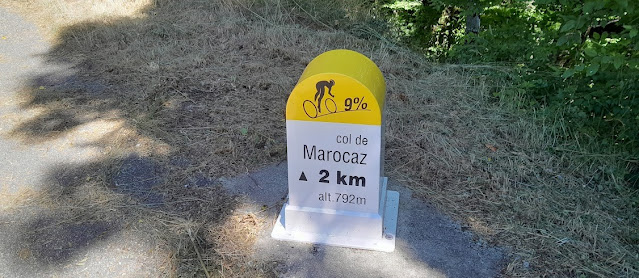 9%
col de
Marocaz
▲ 2 km
alt.792m